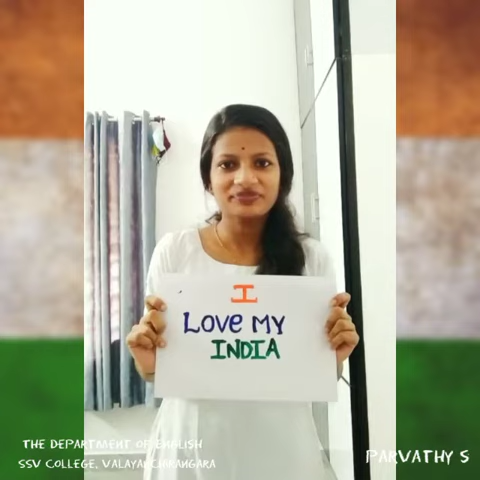 I
LOVE MY
INDIA
THE DEPARTMENT OF ENGLISH
SSV COLLEGE, VALAYANCHIRANGARA
PARVATHY S